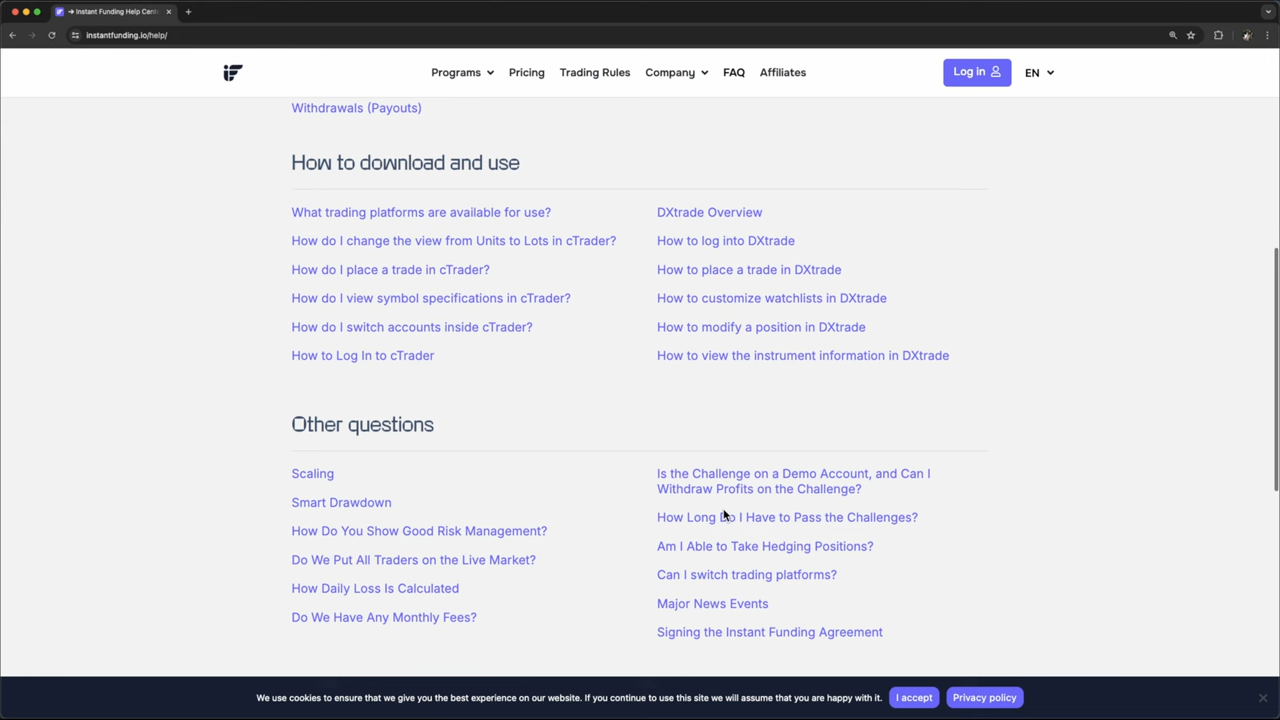 → Instant Funding Help Cent
instantfunding.io/help/
Programs
Pricing
Trading Rules
Company
FAQ
Affiliates
Log in
EN
Withdrawals (Payouts)
How to download and use
What trading platforms are available for use?
How do I change the view from Units to Lots in cTrader?
How do I place a trade in cTrader?
How do I view symbol specifications in cTrader?
How do I switch accounts inside cTrader?
How to Log In to cTrader
DXtrade Overview
How to log into DXtrade
How to place a trade in DXtrade
How to customize watchlists in DXtrade
How to modify a position in DXtrade
How to view the instrument information in DXtrade
Other questions
Scaling
Smart Drawdown
How Do You Show Good Risk Management?
Do We Put All Traders on the Live Market?
How Daily Loss Is Calculated
Do We Have Any Monthly Fees?
Is the Challenge on a Demo Account, and Can I
Withdraw Profits on the Challenge?
How Long Do I Have to Pass the Challenges?
Am I Able to Take Hedging Positions?
Can I switch trading platforms?
Major News Events
Signing the Instant Funding Agreement
We use cookies to ensure that we give you the best experience on our website. If you continue to use this site we will assume that you are happy with it.
I accept
Privacy policy